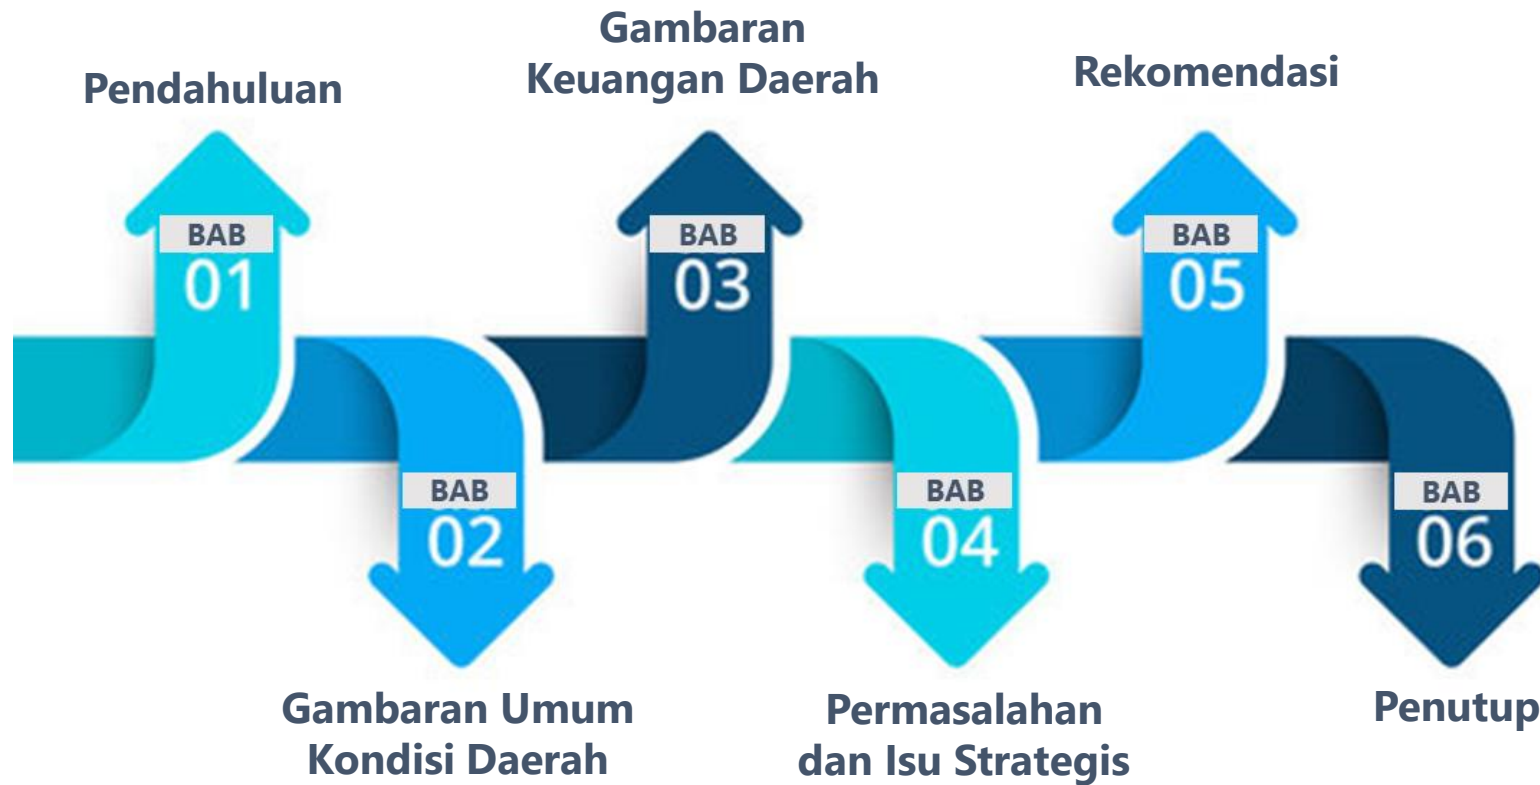 Pendahuluan
BAB
01
BAB
02
Gambaran Umum
Kondisi Daerah
Gambaran
Keuangan Daerah
BAB
03
BAB
04
Permasalahan
dan Isu Strategis
Rekomendasi
BAB
05
BAB
06
Penutup